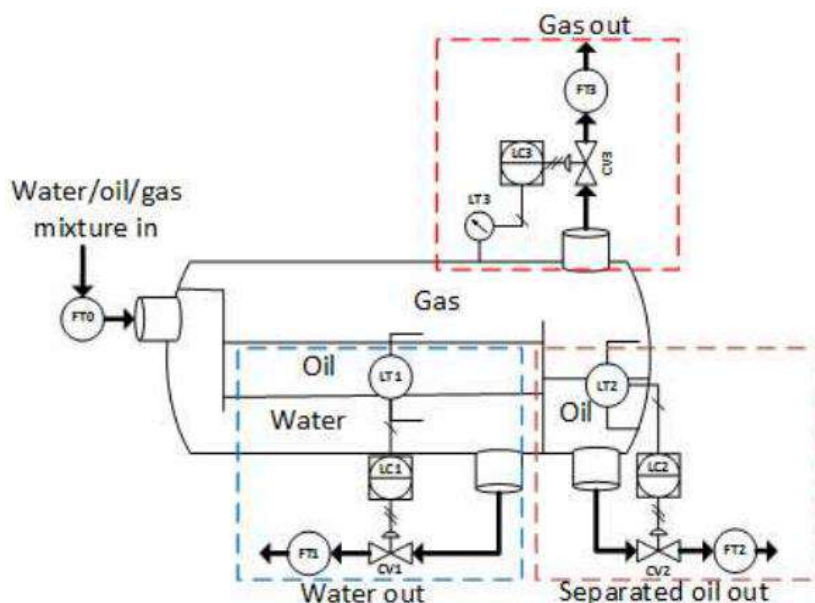 Gas out
FT3
LC3
CV3
LT3
Water/oil/gas
mixture in
FT0
Gas
Oil
LT1
LT2
Water
Oil
LC1
LC2
FT1
CV1
CV2
FT2
Water out
Separated oil out